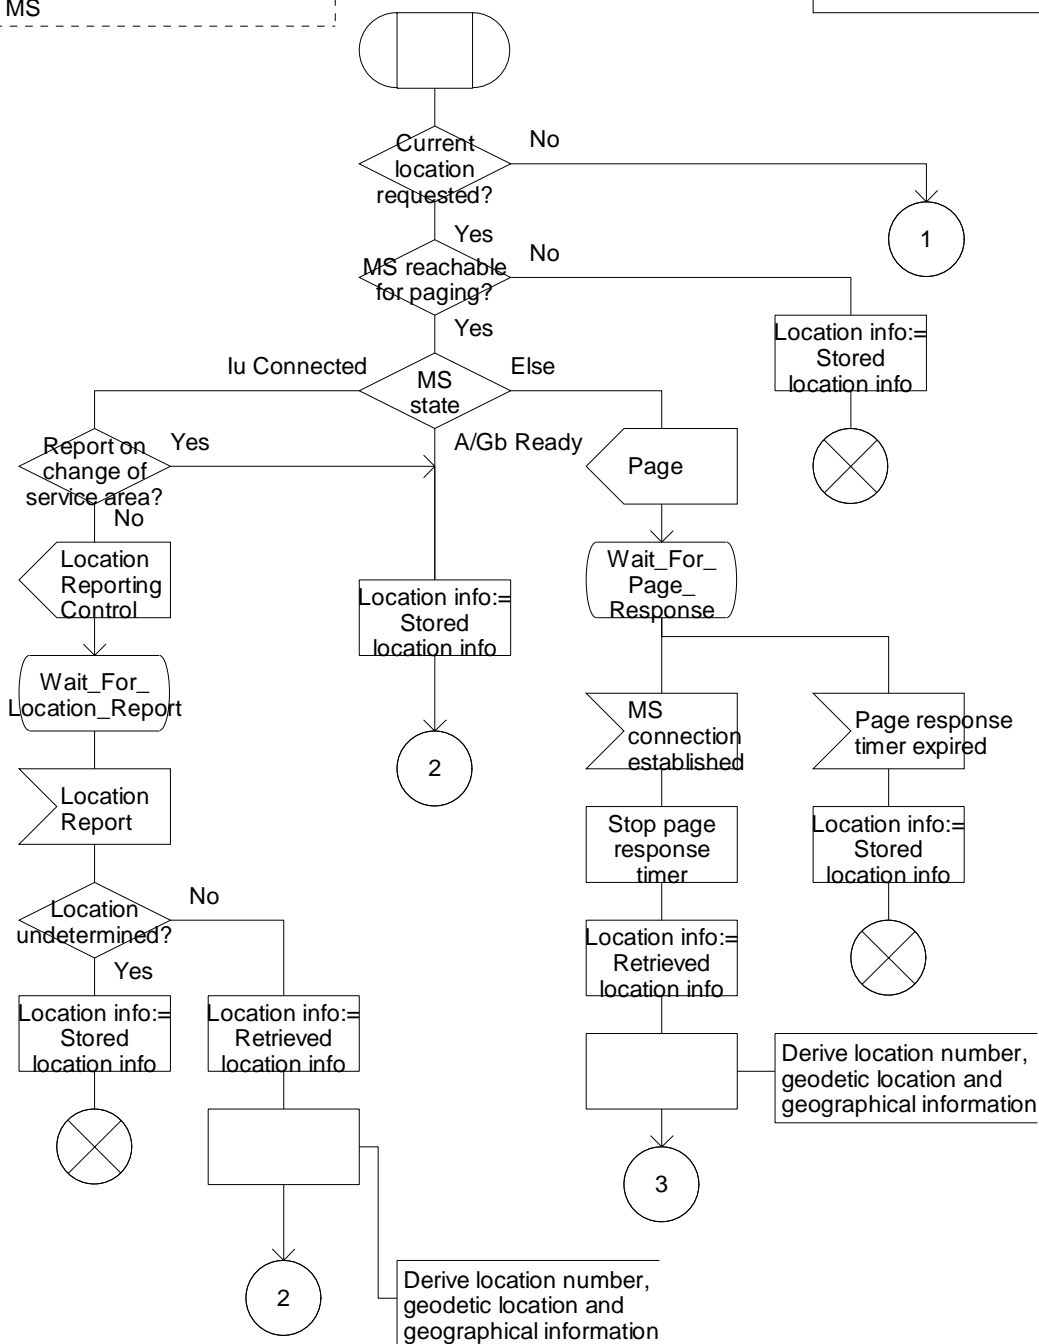 MS
Current
location
requested?
No
1
Yes
MS reachable
for paging?
No
Yes
Location info:=
Stored
location info
Iu Connected
MS
state
Else
A/Gb Ready
Report on
change of
service area?
Yes
No
Page
Location
Reporting
Control
Location info:=
Stored
location info
Wait_For_
Page_
Response
Wait_For_
Location_Report
2
MS
connection
established
Page response
timer expired
Location
Report
Stop page
response
timer
Location info:=
Stored
location info
Location
undetermined?
No
Yes
Location info:=
Retrieved
location info
Location info:=
Stored
location info
Location info:=
Retrieved
location info
Derive location number,
geodetic location and
geographical information
3
2
Derive location number,
geodetic location and
geographical information